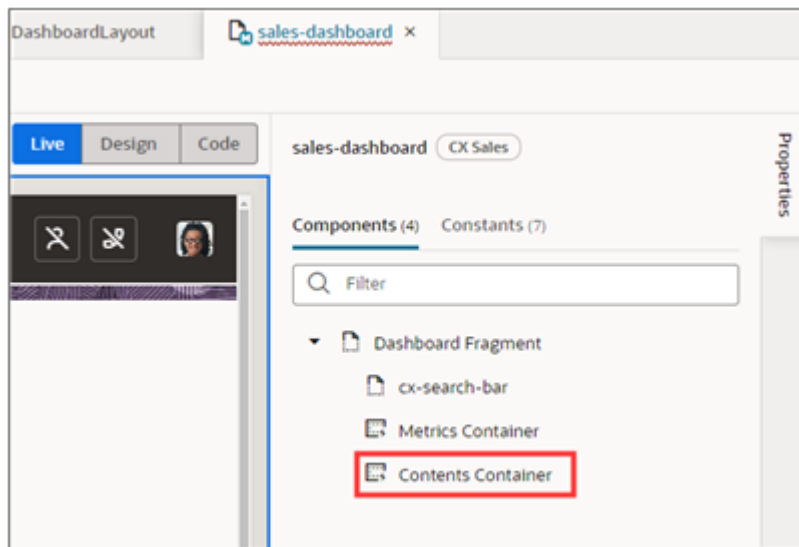 DashboardLayout
sales-dashboard ×
Live Design Code
sales-dashboard CX Sales
Properties
Components (4) Constants (7)
Filter
Dashboard Fragment
cx-search-bar
Metrics Container
Contents Container